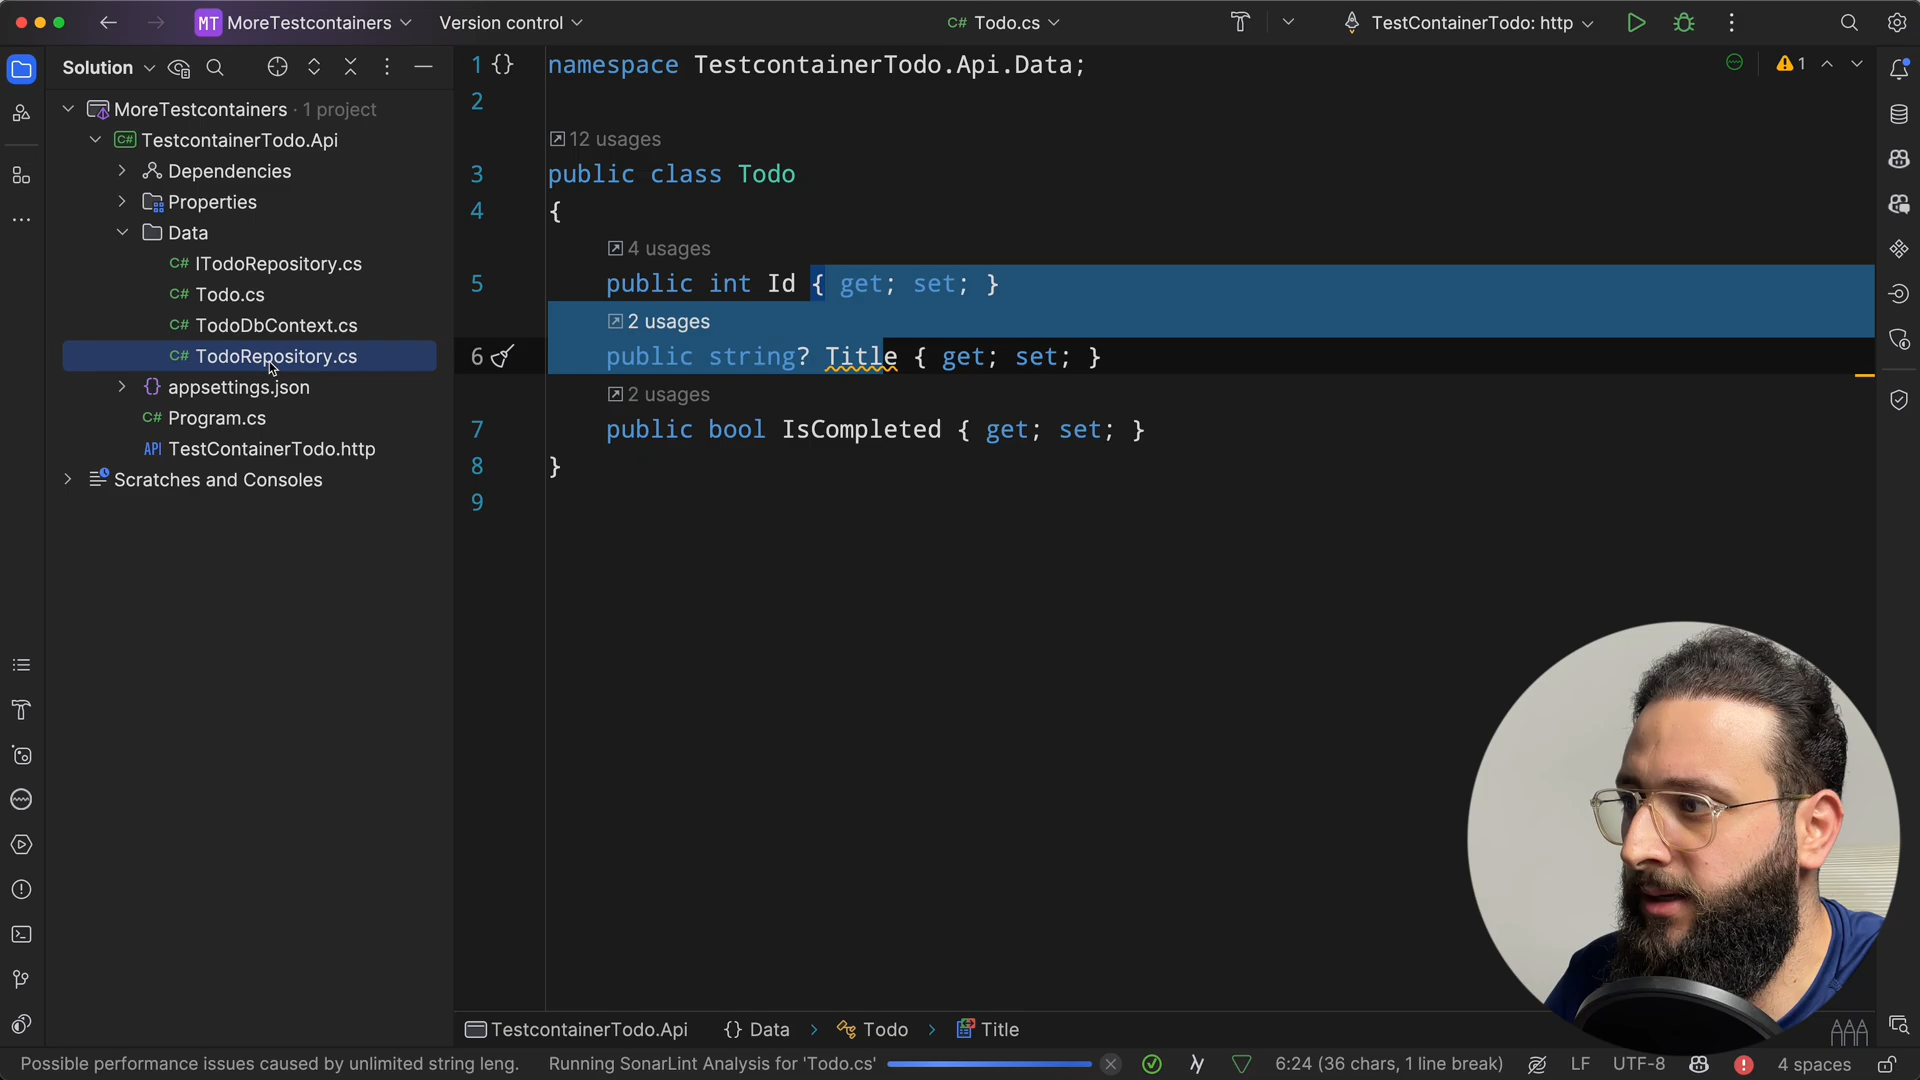 MT MoreTestcontainers Version control C# Todo.cs TestContainerTodo: http
Solution
MoreTestcontainers · 1 project
C# TestcontainerTodo.Api
Dependencies
Properties
Data
C# ITodoRepository.cs
C# Todo.cs
C# TodoDbContext.cs
C# TodoRepository.cs
{} appsettings.json
C# Program.cs
API TestContainerTodo.http
Scratches and Consoles
1 {} namespace TestcontainerTodo.Api.Data;
1
2
12 usages
3 public class Todo
4 {
4 usages
5 public int Id { get; set; }
2 usages
6 public string? Title { get; set; }
2 usages
7 public bool IsCompleted { get; set; }
8 }
9
TestcontainerTodo.Api {} Data Todo Title
Possible performance issues caused by unlimited string leng. Running SonarLint Analysis for 'Todo.cs' 6:24 (36 chars, 1 line break) LF UTF-8 4 spaces